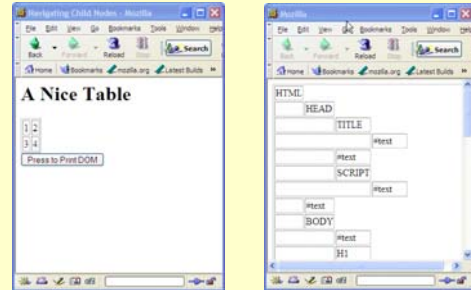 Navigating Child Nodes - Mozilla
File Edit View Go Bookmarks Tools Window Help
Back Forward Reload Stop Search
Home Bookmarks mozilla.org Latest Builds
A Nice Table
1 2
3 4
Press to Print DOM
Mozilla
File Edit View Go Bookmarks Tools Window Help
Back Forward Reload Stop Search
Home Bookmarks mozilla.org Latest Builds
HTML
HEAD
TITLE
#text
#text
SCRIPT
#text
#text
BODY
#text
H1